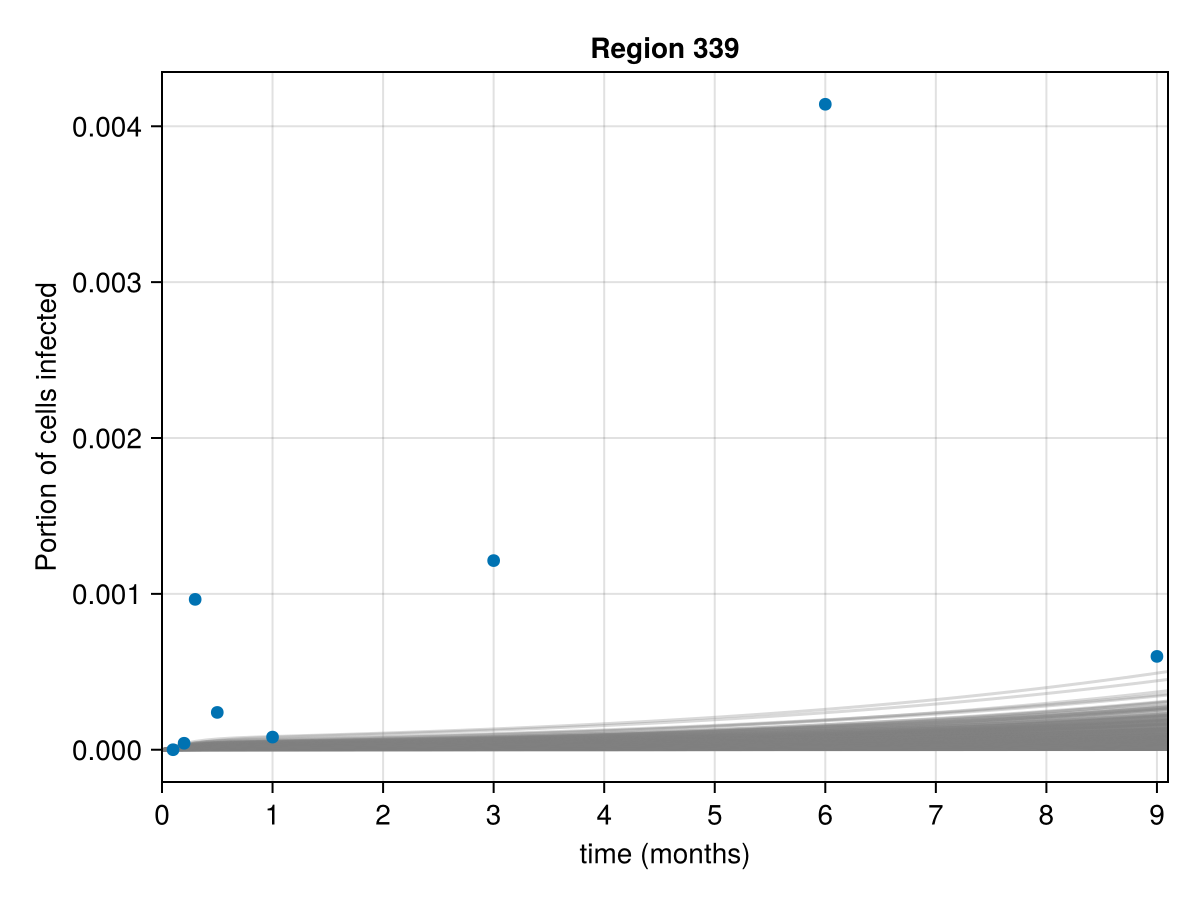 Region 339
0.004
0.003
0.002
0.001
0.000
Portion of cells infected
0 1 2 3 4 5 6 7 8 9
time (months)